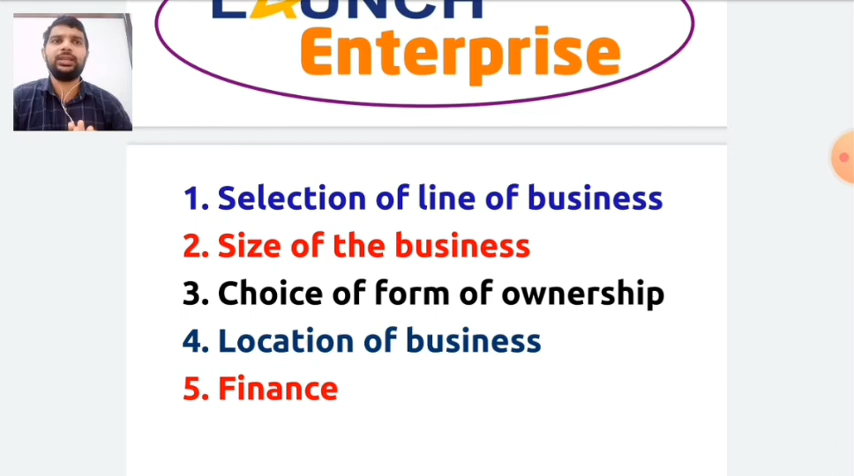 LAUNCH
Enterprise
1. Selection of line of business
2. Size of the business
3. Choice of form of ownership
4. Location of business
5. Finance